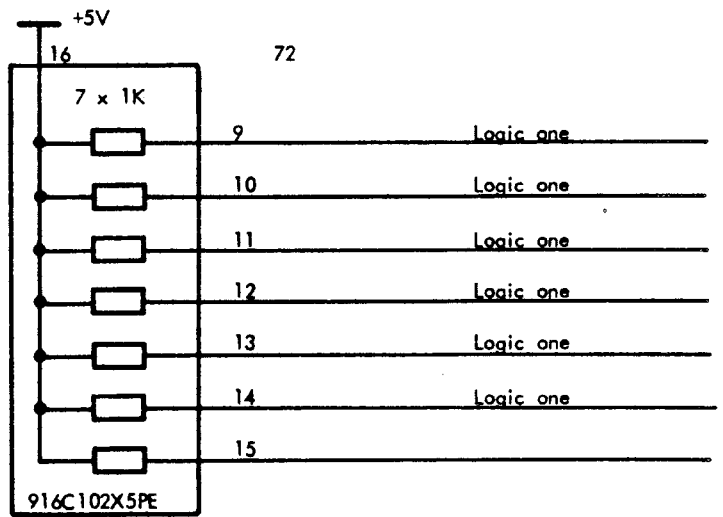 +5V
16
72
7 x 1K
9 Logic one
10 Logic one
11 Logic one
12 Logic one
13 Logic one
14 Logic one
15
916C102X5PE